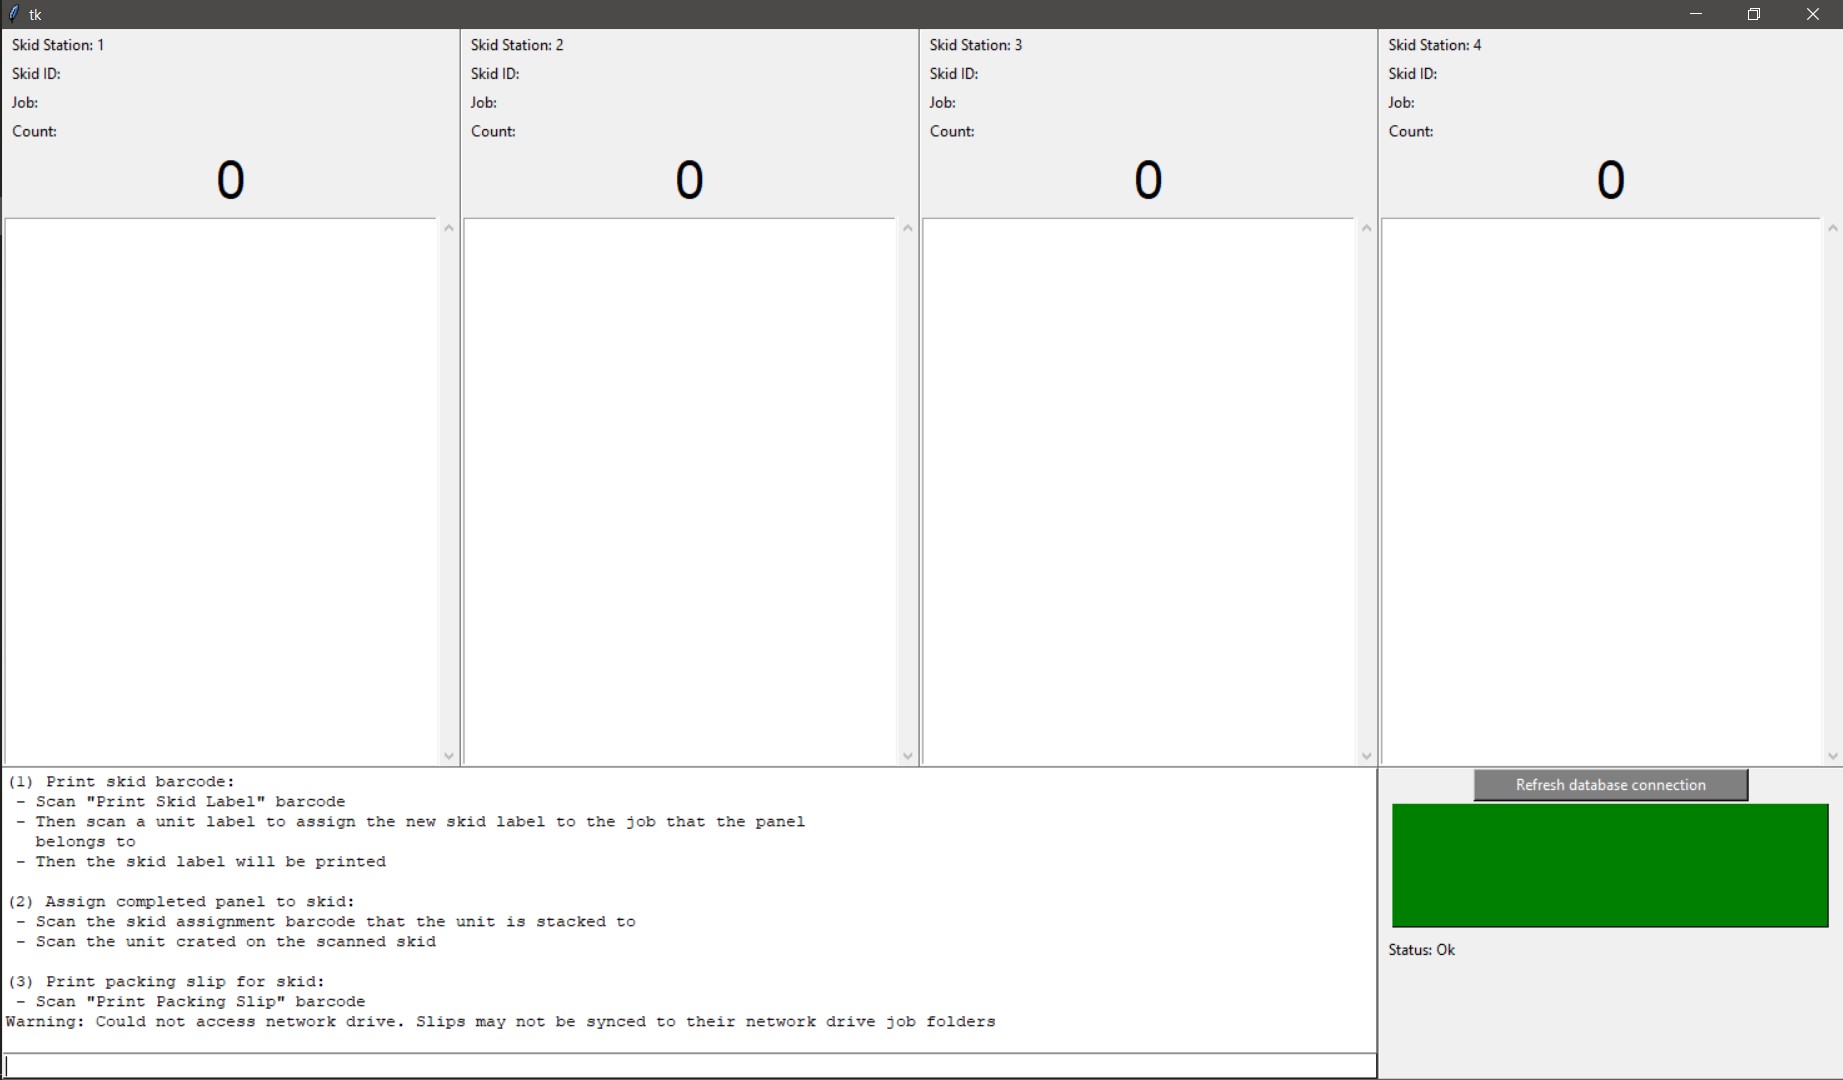 tk
Skid Station: 1
Skid ID:
Job:
Count:
0
Skid Station: 2
Skid ID:
Job:
Count:
0
Skid Station: 3
Skid ID:
Job:
Count:
0
Skid Station: 4
Skid ID:
Job:
Count:
0
(1) Print skid barcode:
- Scan "Print Skid Label" barcode
- Then scan a unit label to assign the new skid label to the job that the panel
belongs to
- Then the skid label will be printed
(2) Assign completed panel to skid:
- Scan the skid assignment barcode that the unit is stacked to
- Scan the unit crated on the scanned skid
(3) Print packing slip for skid:
- Scan "Print Packing Slip" barcode
Warning: Could not access network drive. Slips may not be synced to their network drive job folders
Refresh database connection
Status: Ok